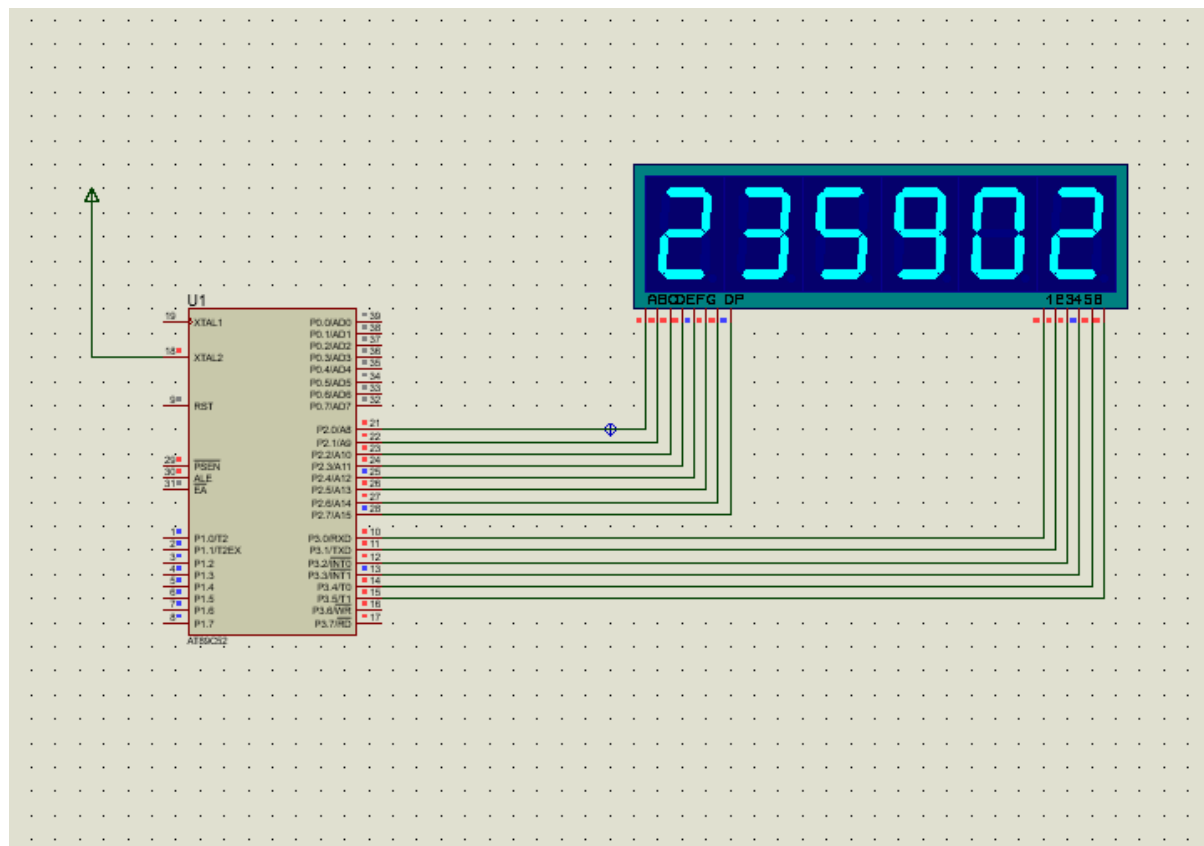 235902
ABCDEFG DP
123456
U1
19 XTAL1
18 XTAL2
9 RST
29 PSEN
30 ALE
31 EA
1 P1.0/T2
2 P1.1/T2EX
3 P1.2
4 P1.3
5 P1.4
6 P1.5
7 P1.6
8 P1.7
P0.0/AD0 39
P0.1/AD1 38
P0.2/AD2 37
P0.3/AD3 36
P0.4/AD4 35
P0.5/AD5 34
P0.6/AD6 33
P0.7/AD7 32
P2.0/A8 21
P2.1/A9 22
P2.2/A10 23
P2.3/A11 24
P2.4/A12 25
P2.5/A13 26
P2.6/A14 27
P2.7/A15 28
P3.0/RXD 10
P3.1/TXD 11
P3.2/INT0 12
P3.3/INT1 13
P3.4/T0 14
P3.5/T1 15
P3.6/WR 16
P3.7/RD 17
AT89C52